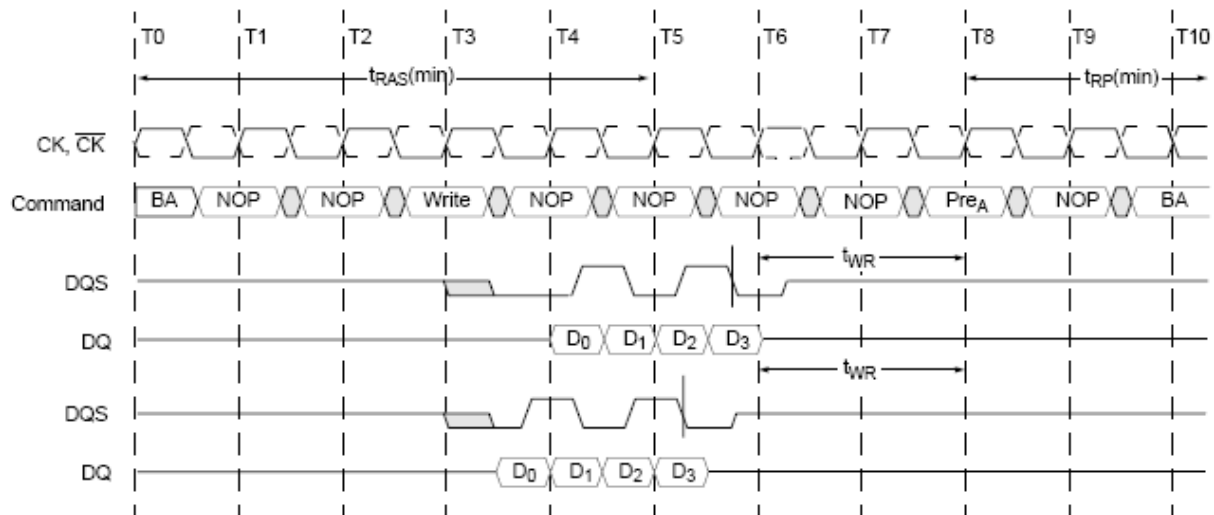 T0 T1 T2 T3 T4 T5 T6 T7 T8 T9 T10
tRAS(min) tRP(min)
CK, CK
Command BA NOP NOP Write NOP NOP NOP NOP PreA NOP BA
tWR
DQS
DQ D0 D1 D2 D3
tWR
DQS
DQ D0 D1 D2 D3